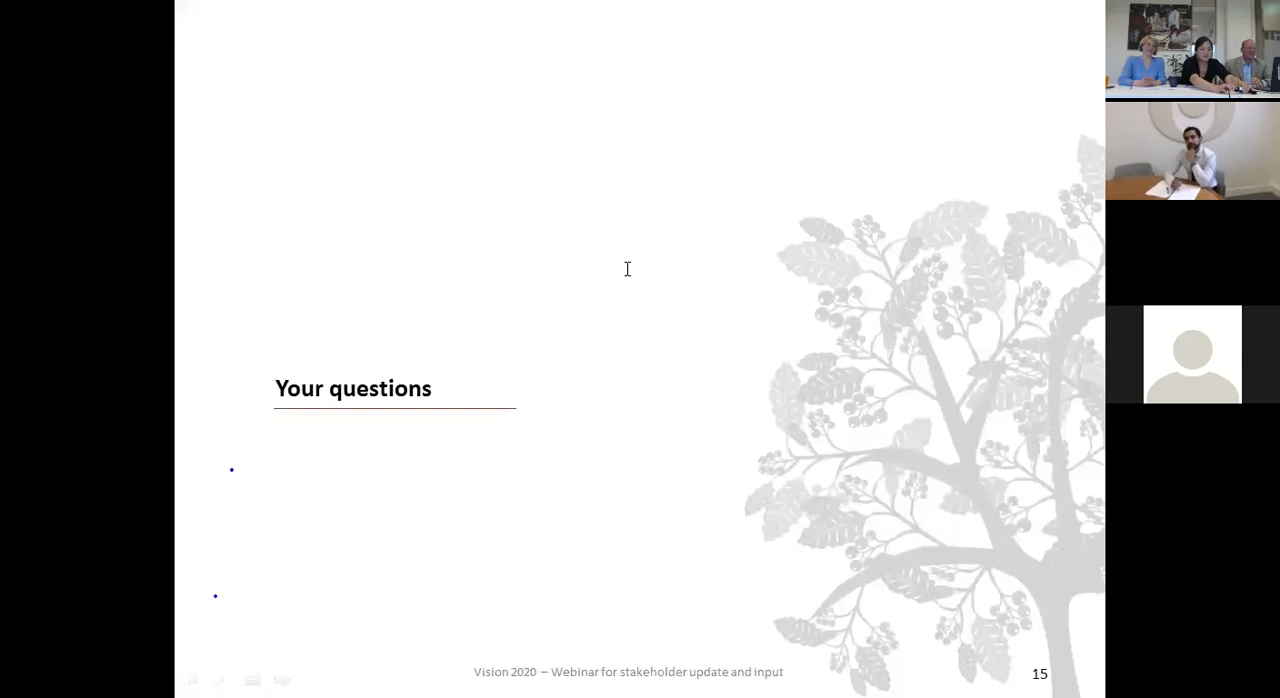 Your questions
Vision 2020 – Webinar for stakeholder update and input
15